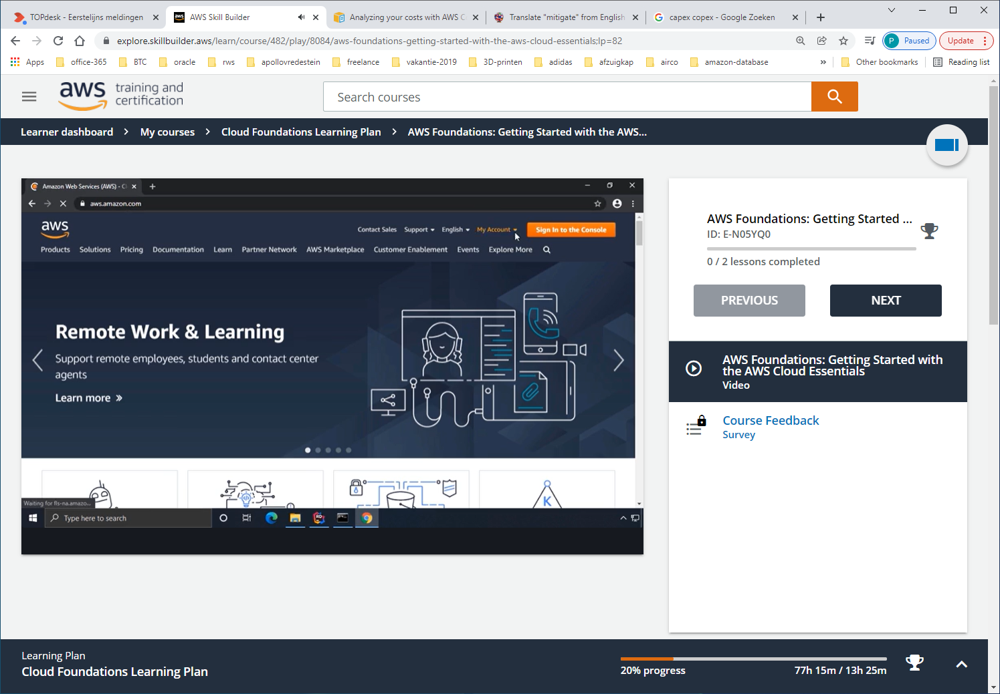 TOPdesk - Eerstelijns meldingen
AWS Skill Builder
Analyzing your costs with AWS C
Translate "mitigate" from English
capex copex - Google Zoeken
explore.skillbuilder.aws/learn/course/482/play/8084/aws-foundations-getting-started-with-the-aws-cloud-essentials;lp=82
P Paused
Update
Apps
office-365
BTC
oracle
rws
apollovredestein
freelance
vakantie-2019
3D-printen
adidas
afzuigkap
airco
amazon-database
»
Other bookmarks
Reading list
aws training and
certification
Search courses
Learner dashboard > My courses > Cloud Foundations Learning Plan > AWS Foundations: Getting Started with the AWS...
Amazon Web Services (AWS) - Cl
aws.amazon.com
aws
Contact Sales Support English My Account Sign In to the Console
Products Solutions Pricing Documentation Learn Partner Network AWS Marketplace Customer Enablement Events Explore More
Remote Work & Learning
Support remote employees, students and contact center
agents
Learn more »
K
Waiting for fls-na.amazo...
Type here to search
AWS Foundations: Getting Started ...
ID: E-N05YQ0
0 / 2 lessons completed
PREVIOUS
NEXT
AWS Foundations: Getting Started with
the AWS Cloud Essentials
Video
Course Feedback
Survey
Learning Plan
Cloud Foundations Learning Plan
20% progress
77h 15m / 13h 25m